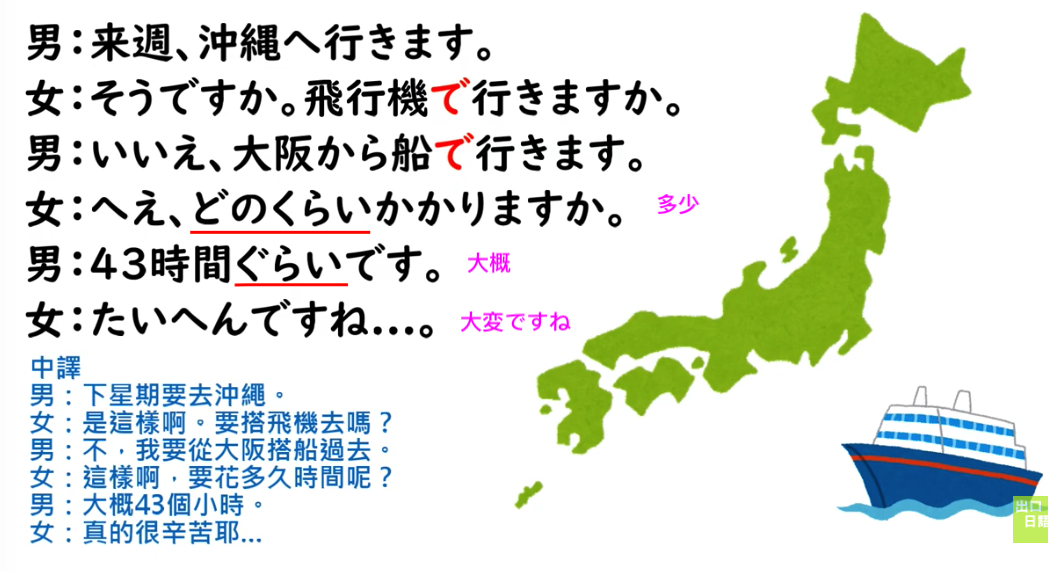 男：来週、沖縄へ行きます。
女：そうですか。飛行機で行きますか。
男：いいえ、大阪から船で行きます。
女：へえ、どのくらいかかりますか。 多少
男：43時間ぐらいです。 大概
女：たいへんですね…。 大変ですね
中譯
男：下星期要去沖繩。
女：是這樣啊。要搭飛機去嗎？
男：不，我要從大阪搭船過去。
女：這樣啊，要花多久時間呢？
男：大概43個小時。
女：真的很辛苦耶...
出口
日語